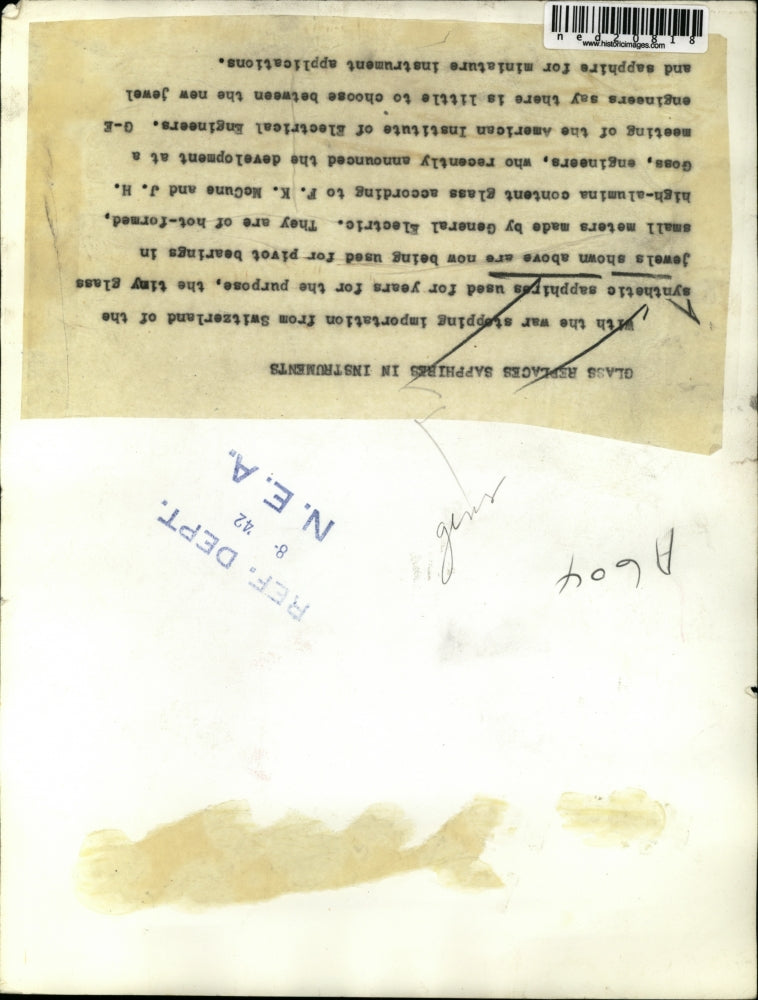 GLASS REPLACES SAPPHIRES IN INSTRUMENTS
With the war stopping importation from Switzerland of the
synthetic sapphires used for years for the purpose, the tiny glass
jewels shown above are now being used for pivot bearings in
small meters made by General Electric. They are of hot-formed,
high-alumina content glass according to F. K. McCune and J. H.
Goss, engineers, who recently announced the development at a
meeting of the American Institute of Electrical Engineers. G-E
engineers say there is little to choose between the new jewel
and sapphire for miniature instrument applications.
ned20818
www.historicimages.com
N. E. A.
8- '42
REF. DEPT.
gems
A604